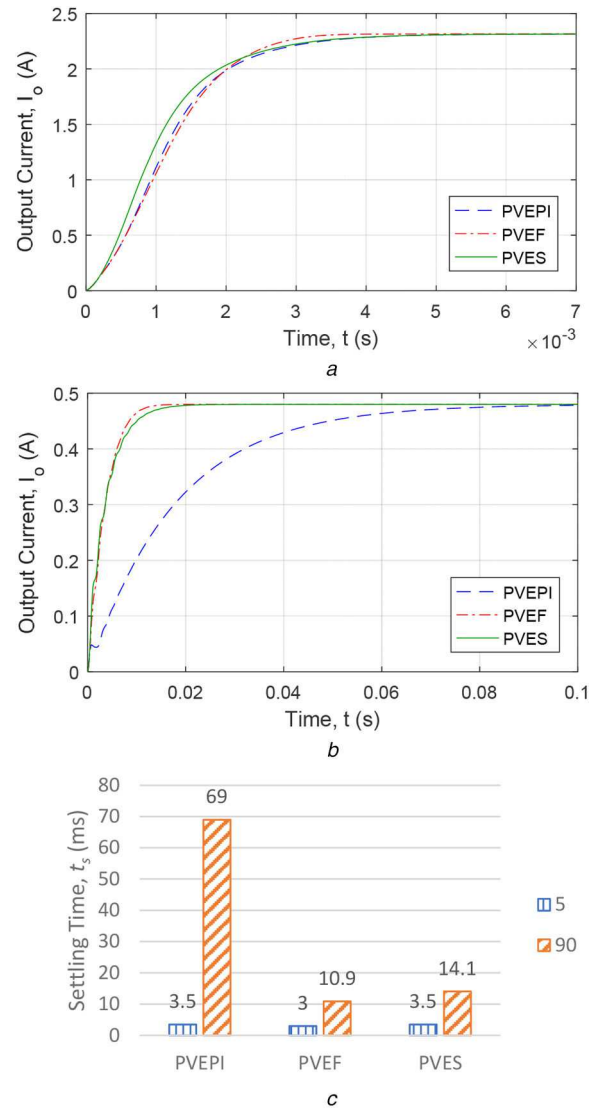 2.5
2
1.5
1
0.5
0
Output Current, I_o (A)
PVEPI
PVEF
PVES
0 1 2 3 4 5 6 7
Time, t (s)
×10⁻³
a
0.5
0.4
0.3
0.2
0.1
0
Output Current, I_o (A)
PVEPI
PVEF
PVES
0 0.02 0.04 0.06 0.08 0.1
Time, t (s)
b
80
70
60
50
40
30
20
10
0
Settling Time, t_s (ms)
69
10.9
14.1
3.5
3
3.5
5
90
PVEPI PVEF PVES
c